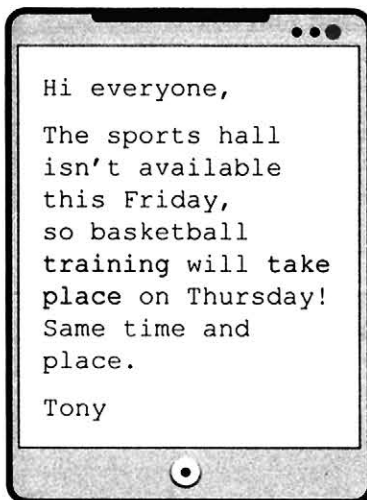 Hi everyone,
The sports hall
isn't available
this Friday,
so basketball
training will take
place on Thursday!
Same time and
place.
Tony